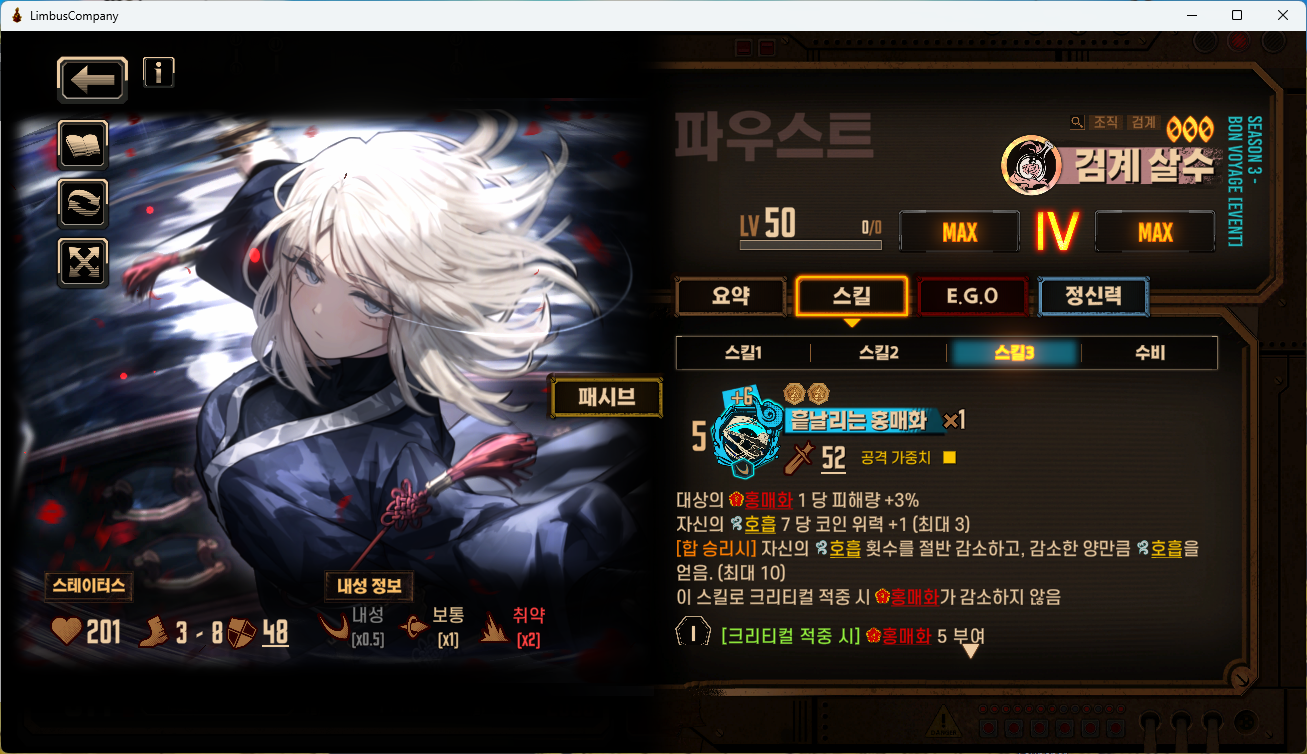 LimbusCompany
파우스트
조직 검계
검계 살수
SEASON 3 -
BON VOYAGE [EVENT]
LV 50 0/0 MAX IV MAX
요약 스킬 E.G.O 정신력
스킬1 스킬2 스킬3 수비
패시브
+6
흩날리는 홍매화 ×1
5
52 공격 가중치
대상의 홍매화 1 당 피해량 +3%
자신의 호흡 7 당 코인 위력 +1 (최대 3)
[합 승리시] 자신의 호흡 횟수를 절반 감소하고, 감소한 양만큼 호흡을
얻음. (최대 10)
이 스킬로 크리티컬 적중 시 홍매화가 감소하지 않음
I [크리티컬 적중 시] 홍매화 5 부여
스테이터스
201 3 - 8 48
내성 정보
내성 보통 취약
[x0.5] [x1] [x2]